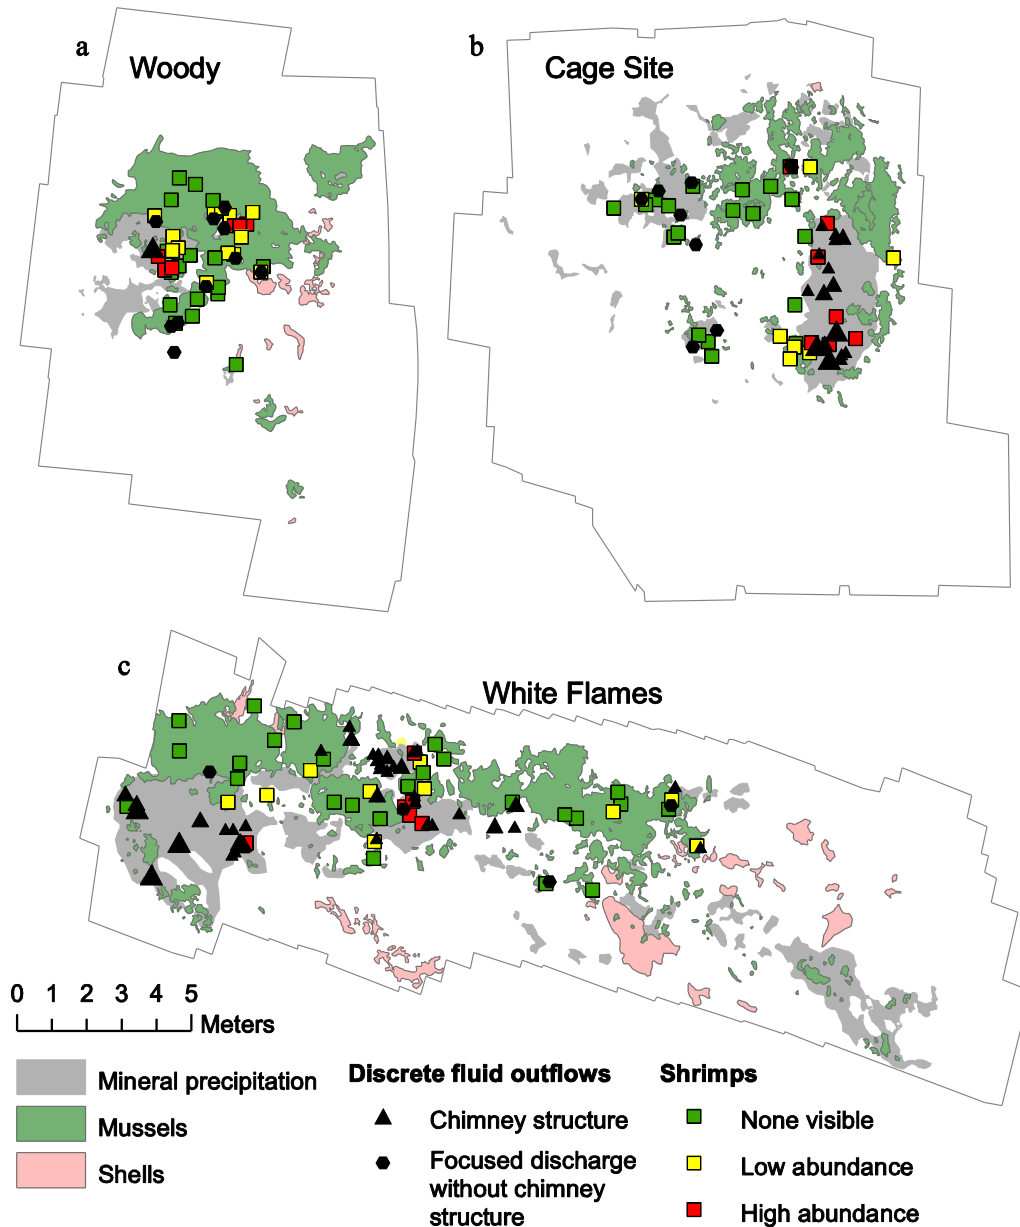 a
Woody
b
Cage Site
c
White Flames
0 1 2 3 4 5
Meters
Mineral precipitation
Mussels
Shells
Discrete fluid outflows
Chimney structure
Focused discharge
without chimney
structure
Shrimps
None visible
Low abundance
High abundance